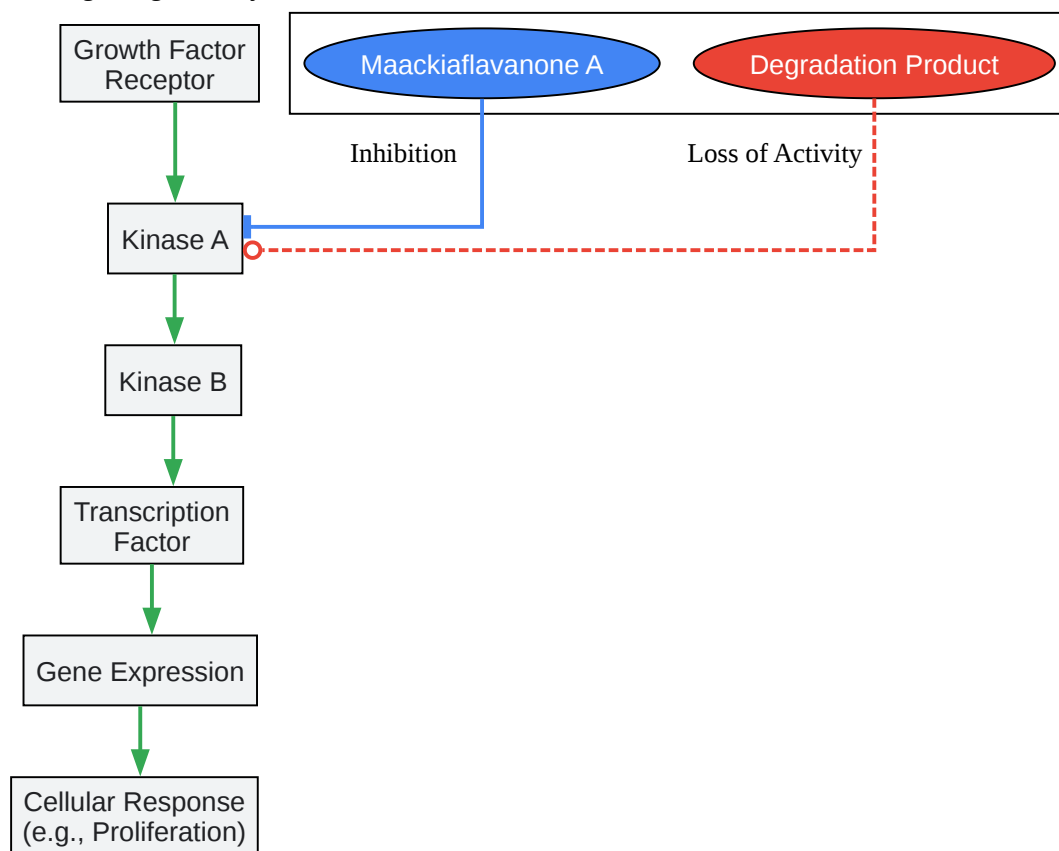 Growth Factor
Receptor
Maackiaflavanone A
Degradation Product
Inhibition
Loss of Activity
Kinase A
Kinase B
Transcription
Factor
Gene Expression
Cellular Response
(e.g., Proliferation)